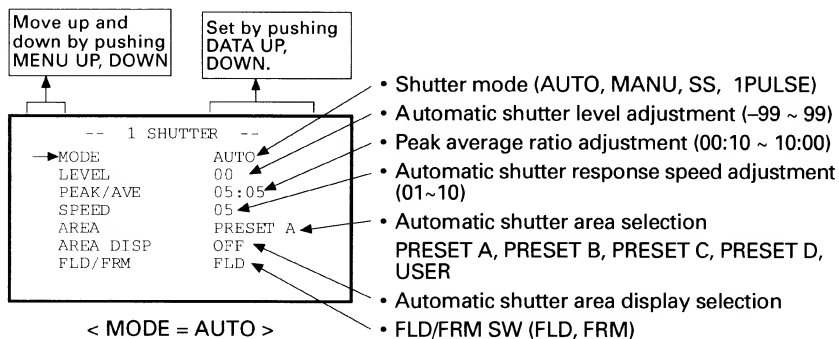 Move up and
down by pushing
MENU UP, DOWN
Set by pushing
DATA UP,
DOWN.
-- 1 SHUTTER --
MODE AUTO
LEVEL 00
PEAK/AVE 05:05
SPEED 05
AREA PRESET A
AREA DISP OFF
FLD/FRM FLD
< MODE = AUTO >
• Shutter mode (AUTO, MANU, SS, 1PULSE)
• Automatic shutter level adjustment (–99 ~ 99)
• Peak average ratio adjustment (00:10 ~ 10:00)
• Automatic shutter response speed adjustment
(01~10)
• Automatic shutter area selection
PRESET A, PRESET B, PRESET C, PRESET D,
USER
• Automatic shutter area display selection
• FLD/FRM SW (FLD, FRM)